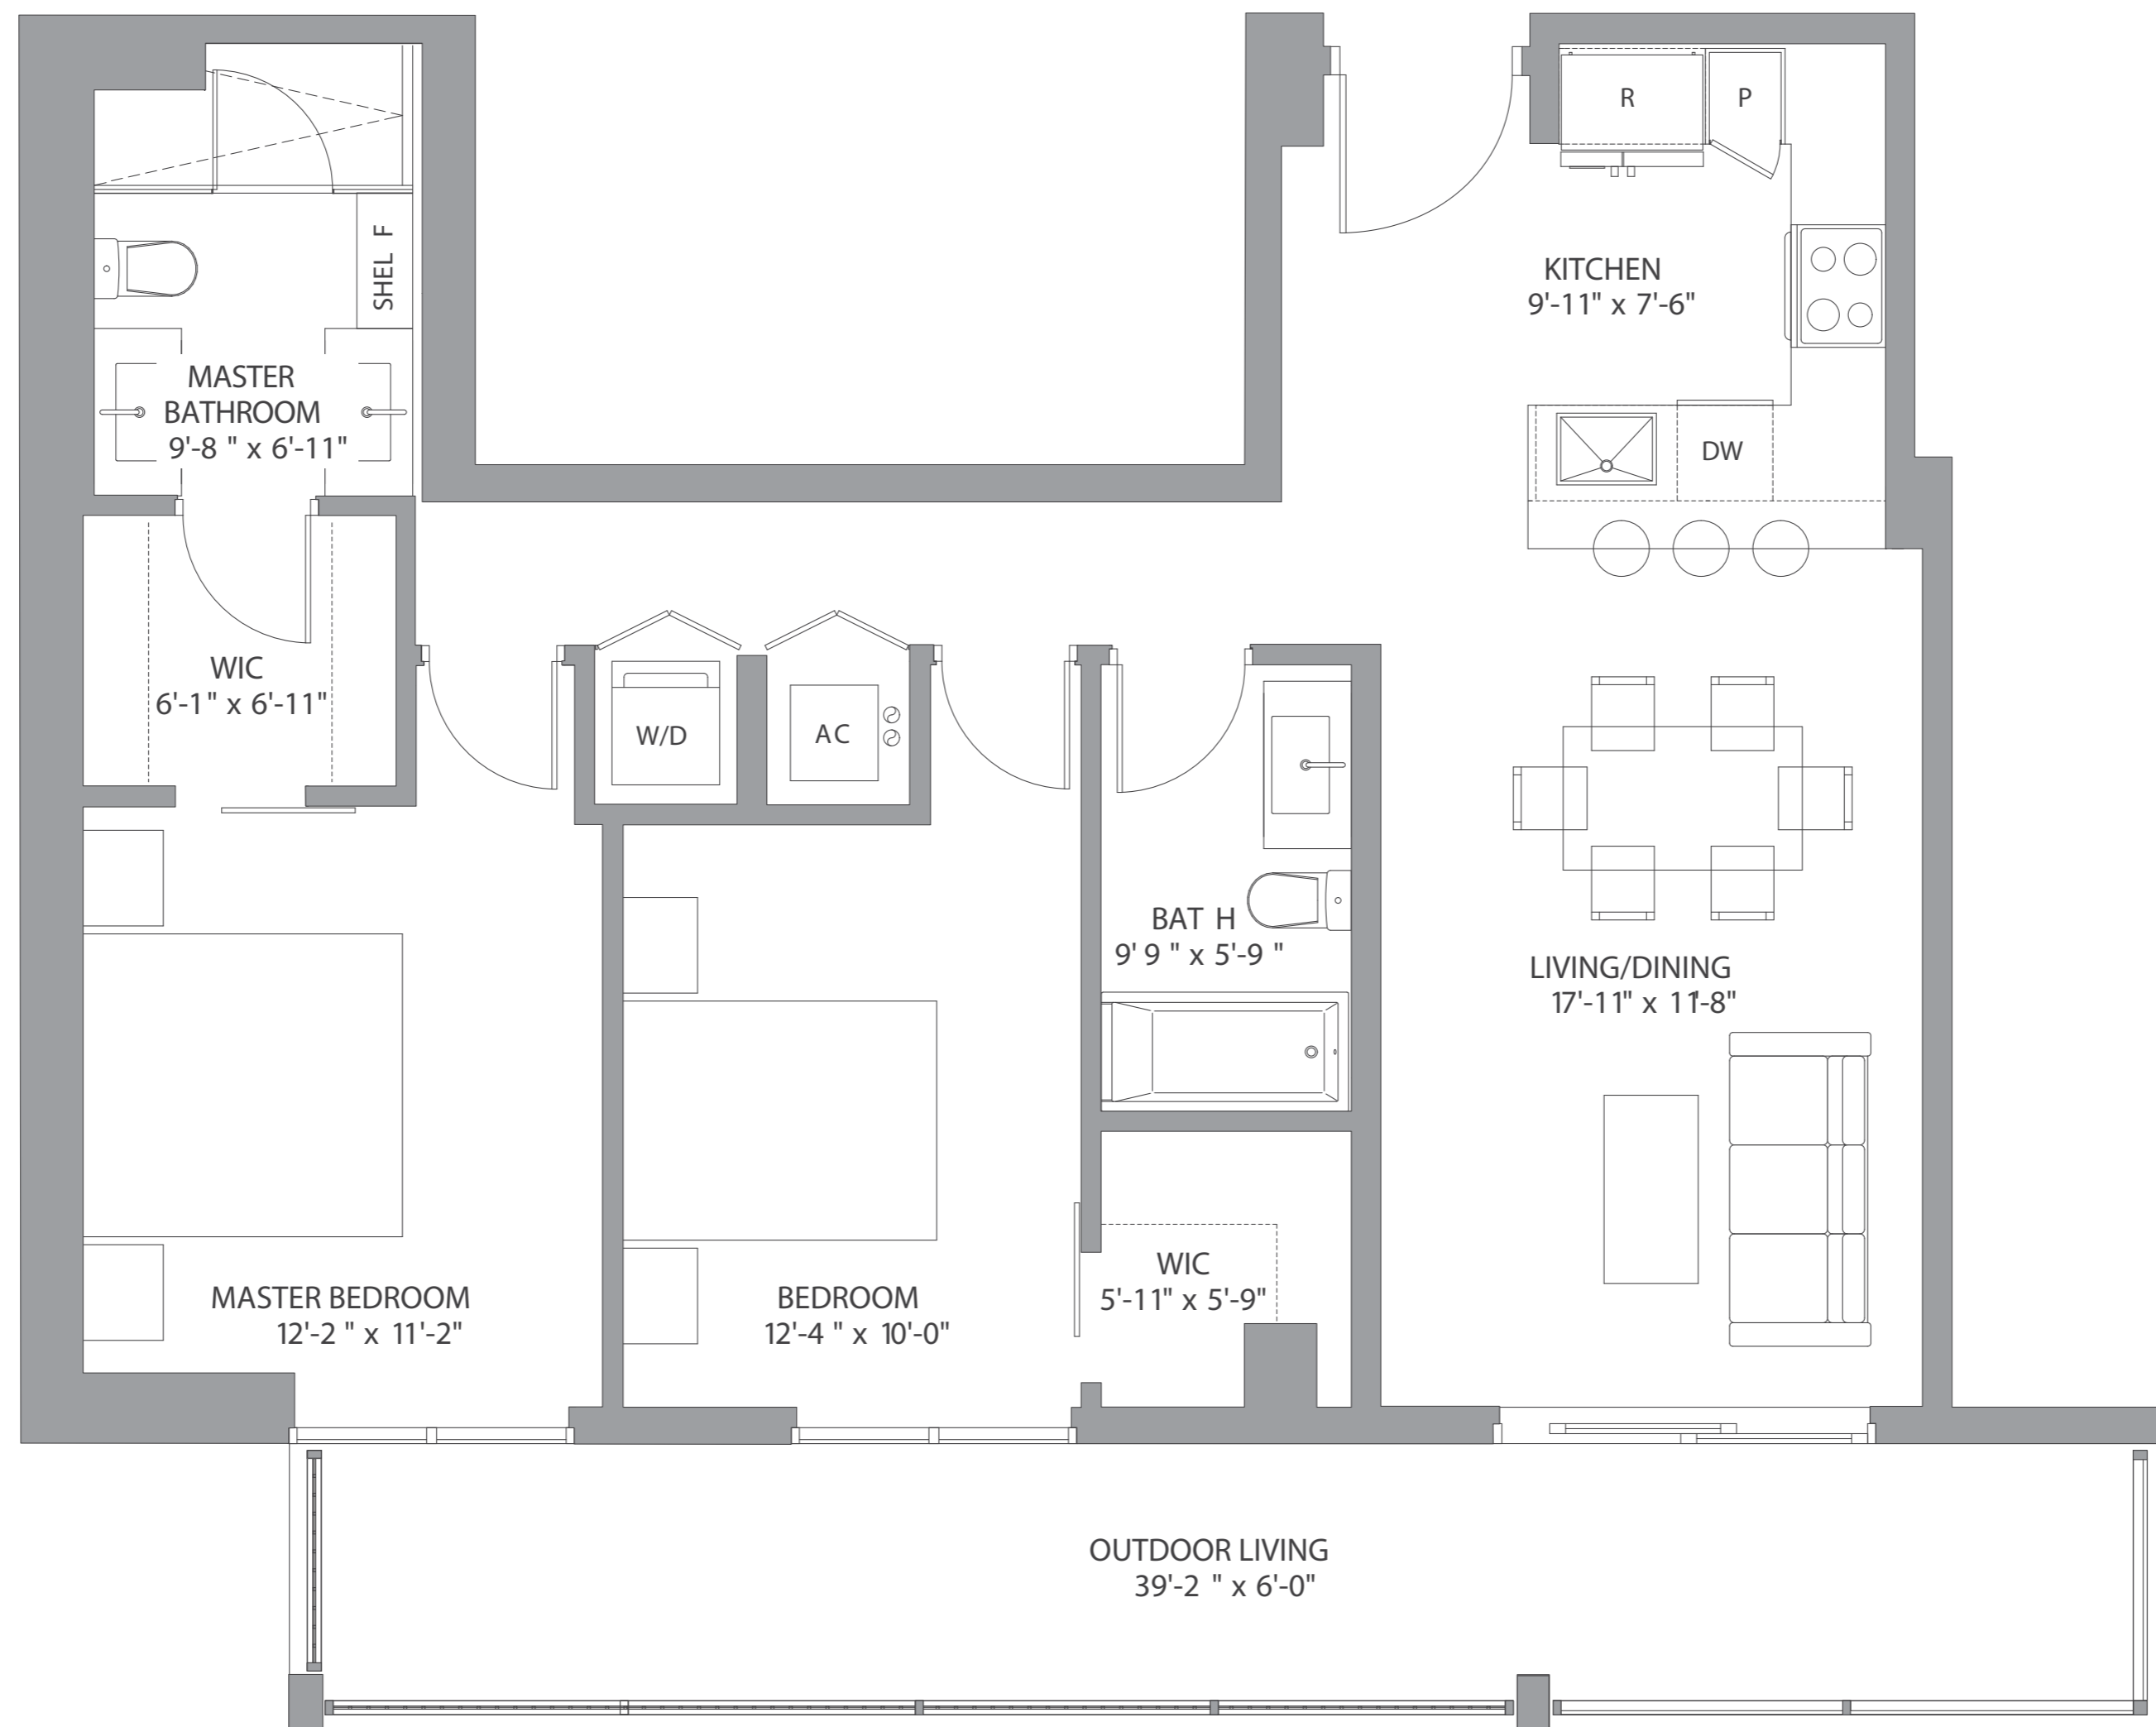 R
P
SHEL F
KITCHEN
9'-11" x 7'-6"
MASTER
BATHROOM
9'-8 " x 6'-11"
DW
WIC
6'-1" x 6'-11"
W/D
AC
BAT H
9' 9 " x 5'-9 "
LIVING/DINING
17'-11" x 11'-8"
WIC
5'-11" x 5'-9"
MASTER BEDROOM
12'-2 " x 11'-2"
BEDROOM
12'-4 " x 10'-0"
OUTDOOR LIVING
39'-2 " x 6'-0"